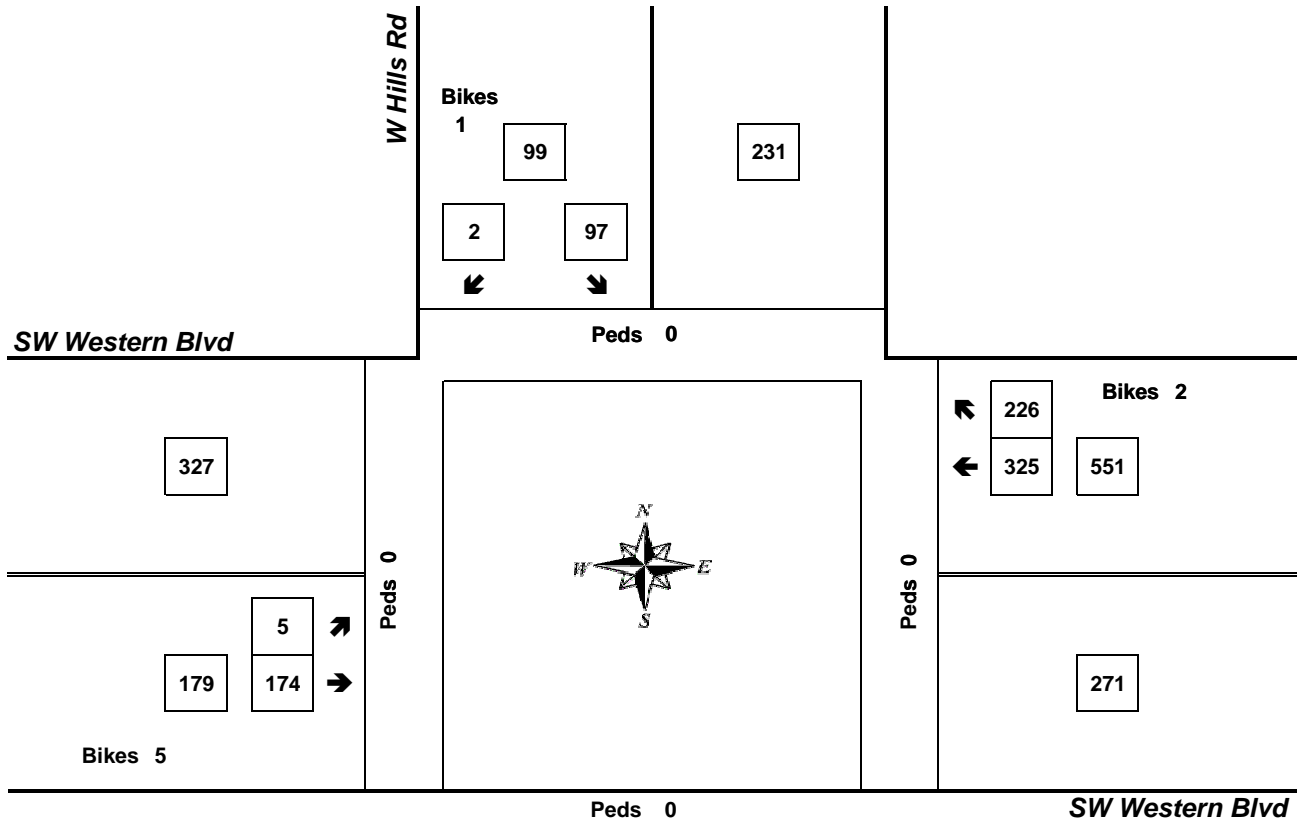 W Hills Rd
Bikes
1
99
231
2
97
Peds 0
SW Western Blvd
Bikes 2
226
327
325
551
N
W
E
S
Peds 0
Peds 0
5
179
174
271
Bikes 5
Peds 0
SW Western Blvd